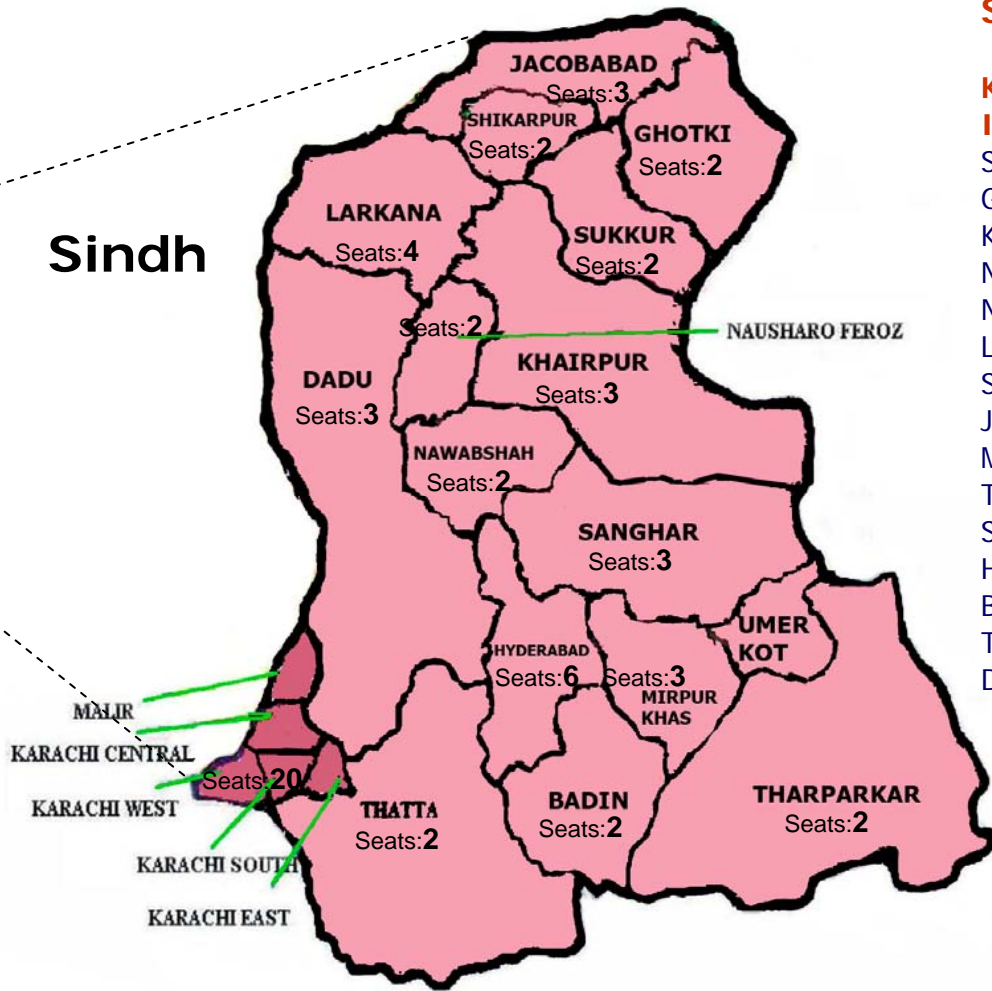 JACOBABAD
Seats:3
SHIKARPUR
Seats:2
GHOTKI
Seats:2
LARKANA
Seats:4
SUKKUR
Seats:2
Sindh
Seats:2
NAUSHARO FEROZ
DADU
Seats:3
KHAIRPUR
Seats:3
NAWABSHAH
Seats:2
SANGHAR
Seats:3
UMER
KOT
HYDERABAD
Seats:6
Seats:3
MIRPUR
KHAS
MALIR
KARACHI CENTRAL
Seats:20
KARACHI WEST
THATTA
Seats:2
BADIN
Seats:2
THARPARKAR
Seats:2
KARACHI SOUTH
KARACHI EAST